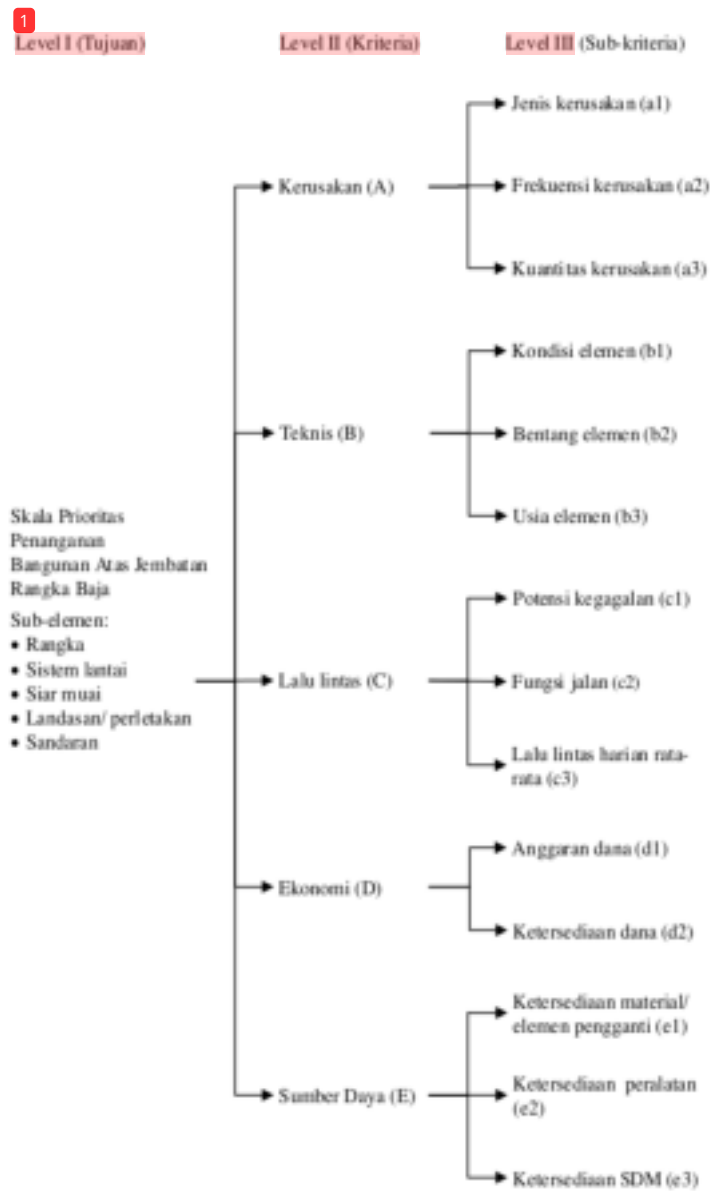 1
Level I (Tujuan)
Level II (Kriteria)
Level III (Sub-kriteria)
Skala Prioritas
Penanganan
Bangunan Atas Jembatan
Rangka Baja
Sub-elemen:
• Rangka
• Sistem lantai
• Siar muai
• Landasan/ perletakan
• Sandaran
Kerusakan (A)
Jenis kerusakan (a1)
Frekuensi kerusakan (a2)
Kuantitas kerusakan (a3)
Teknis (B)
Kondisi elemen (b1)
Bentang elemen (b2)
Usia elemen (b3)
Lalu lintas (C)
Potensi kegagalan (c1)
Fungsi jalan (c2)
Lalu lintas harian rata-
rata (c3)
Ekonomi (D)
Anggaran dana (d1)
Ketersediaan dana (d2)
Sumber Daya (E)
Ketersediaan material/
elemen pengganti (e1)
Ketersediaan peralatan
(e2)
Ketersediaan SDM (e3)